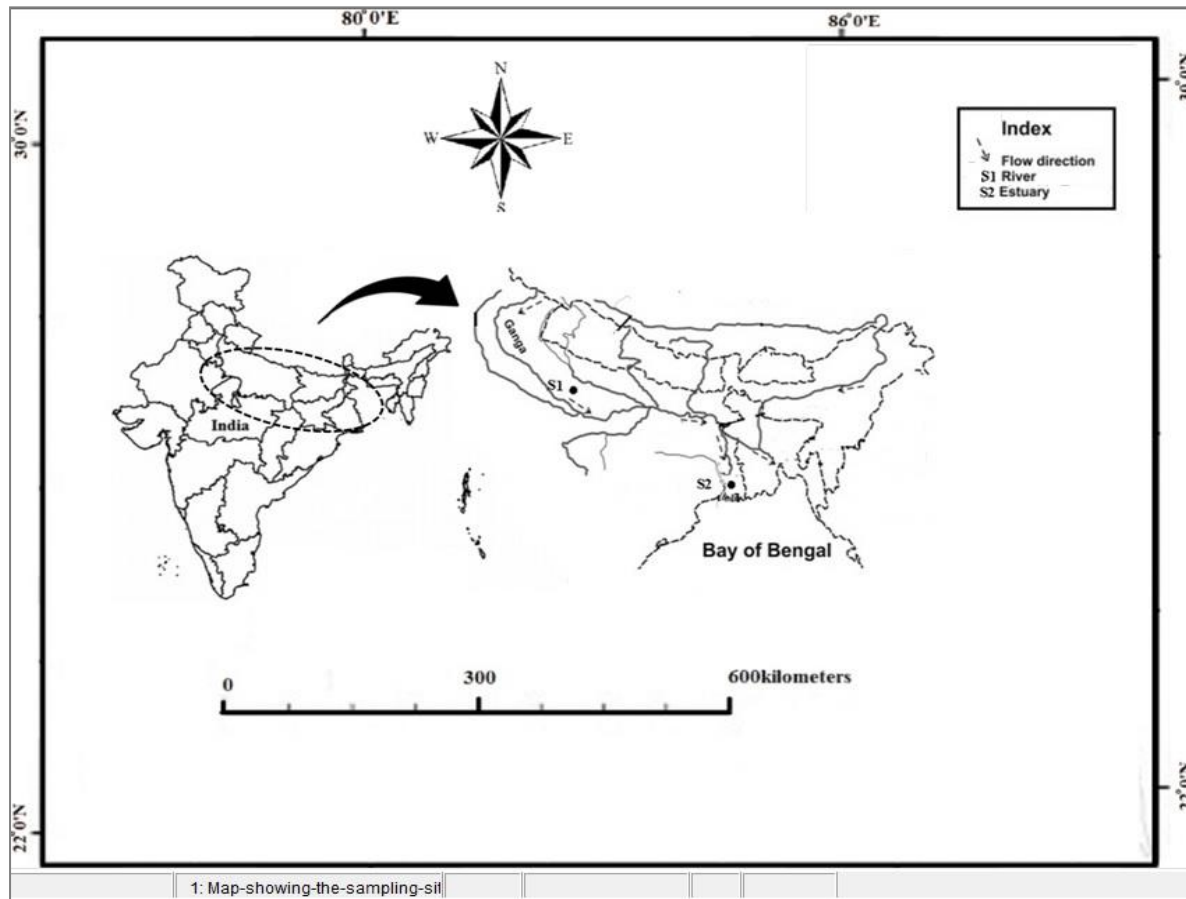 80°0'E
86°0'E
30°0'N
30°0'N
N
W
E
S
Index
Flow direction
S1 River
S2 Estuary
Ganga
S1
India
S2
Bay of Bengal
0
300
600kilometers
22°0'N
22°0'N
1: Map-showing-the-sampling-sit